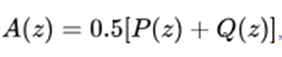 A(z) = 0.5[P(z) + Q(z)],